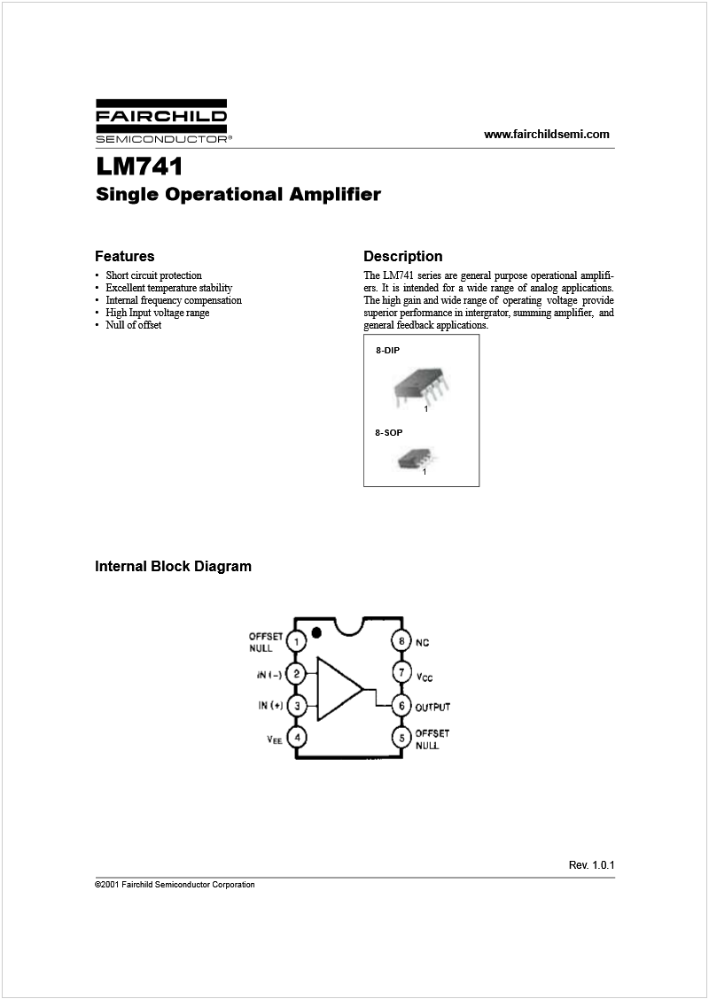 FAIRCHILD
SEMICONDUCTOR®
www.fairchildsemi.com
LM741
Single Operational Amplifier
Features
• Short circuit protection
• Excellent temperature stability
• Internal frequency compensation
• High Input voltage range
• Null of offset
Description
The LM741 series are general purpose operational amplifi-
ers. It is intended for a wide range of analog applications.
The high gain and wide range of operating voltage provide
superior performance in intergrator, summing amplifier, and
general feedback applications.
8-DIP
1
8-SOP
1
Internal Block Diagram
OFFSET
NULL
1
8
NC
IN (-)
2
7
VCC
IN (+)
3
6
OUTPUT
VEE
4
5
OFFSET
NULL
Rev. 1.0.1
©2001 Fairchild Semiconductor Corporation